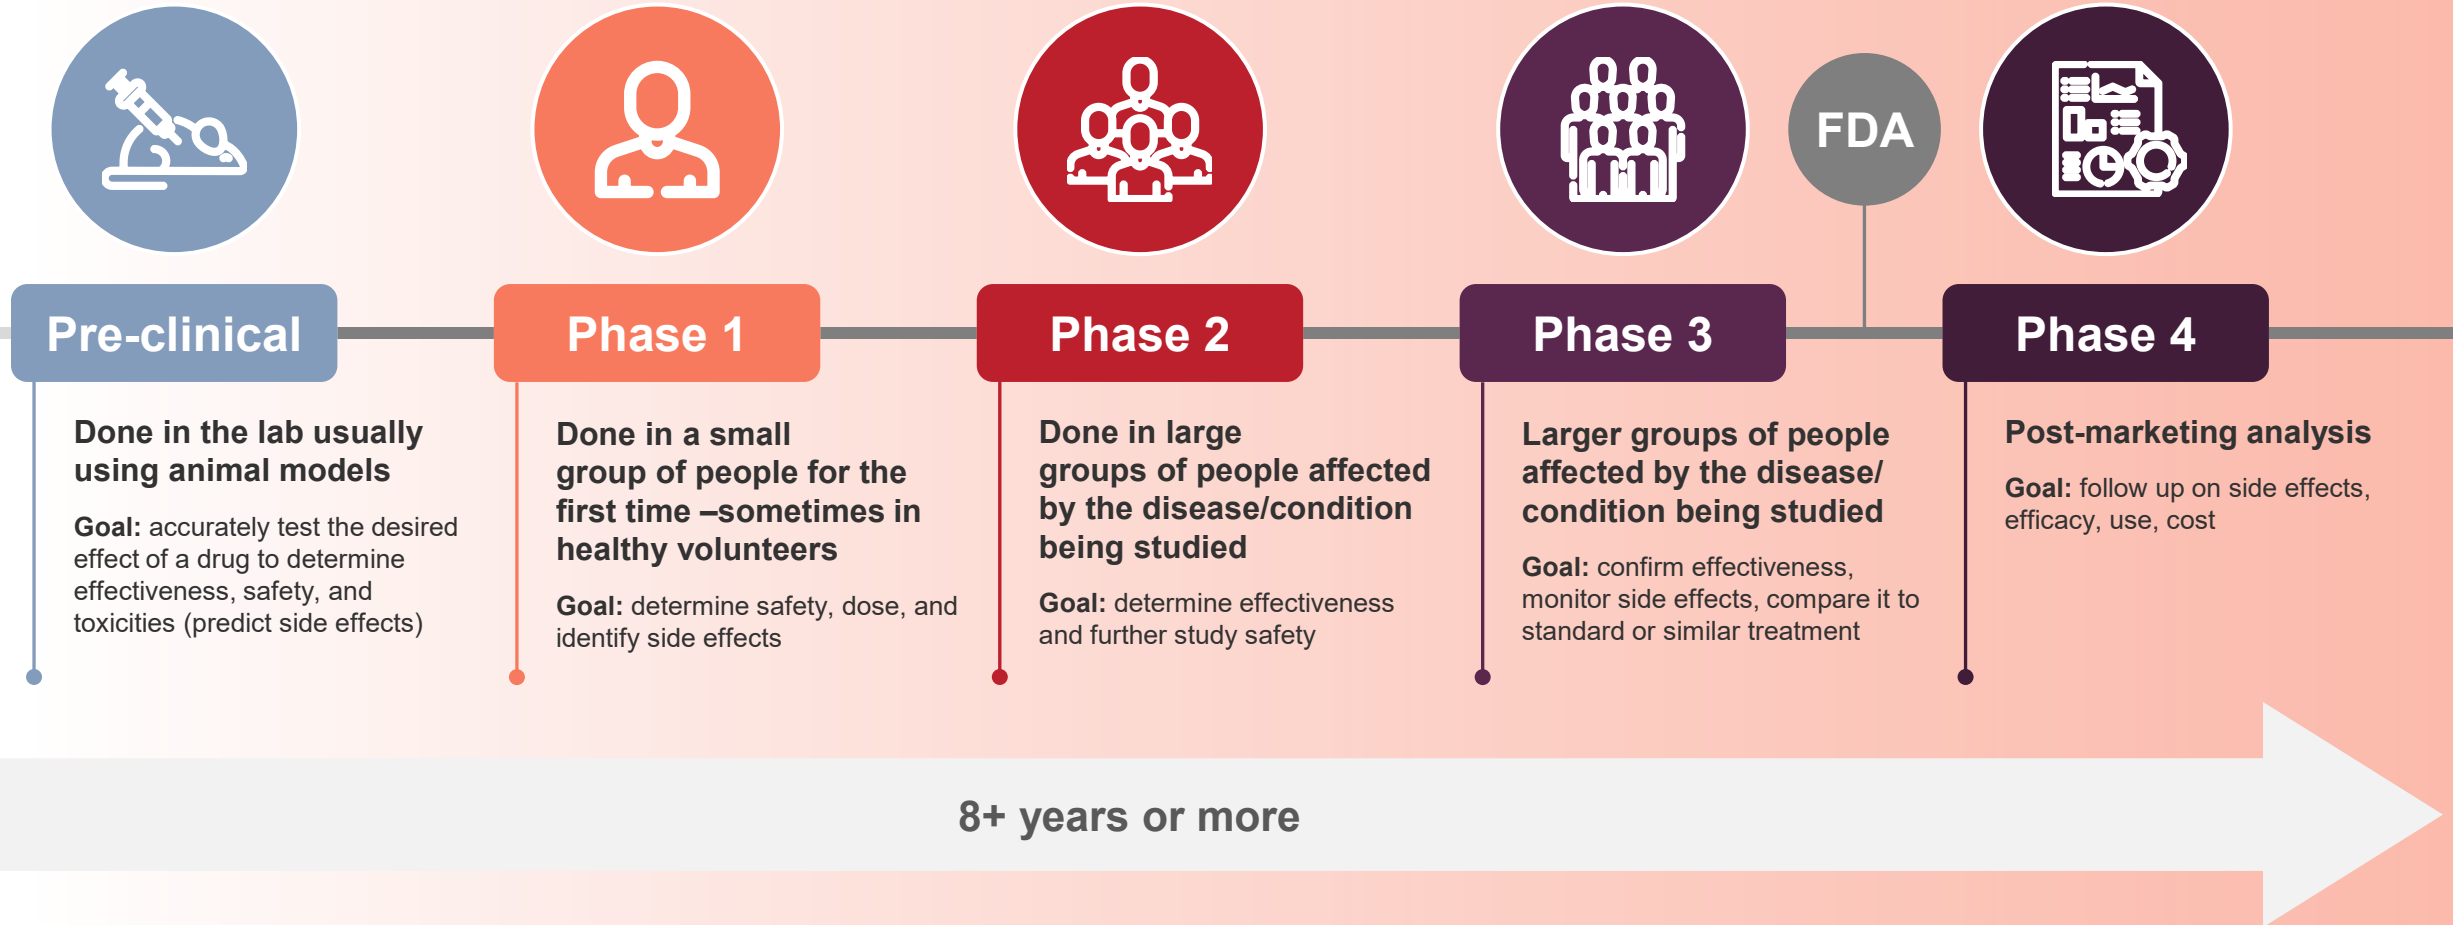 FDA
Pre-clinical
Phase 1
Phase 2
Phase 3
Phase 4
Done in the lab usually
using animal models
Goal: accurately test the desired
effect of a drug to determine
effectiveness, safety, and
toxicities (predict side effects)
Done in a small
group of people for the
first time –sometimes in
healthy volunteers
Goal: determine safety, dose, and
identify side effects
Done in large
groups of people affected
by the disease/condition
being studied
Goal: determine effectiveness
and further study safety
Larger groups of people
affected by the disease/
condition being studied
Goal: confirm effectiveness,
monitor side effects, compare it to
standard or similar treatment
Post-marketing analysis
Goal: follow up on side effects,
efficacy, use, cost
8+ years or more